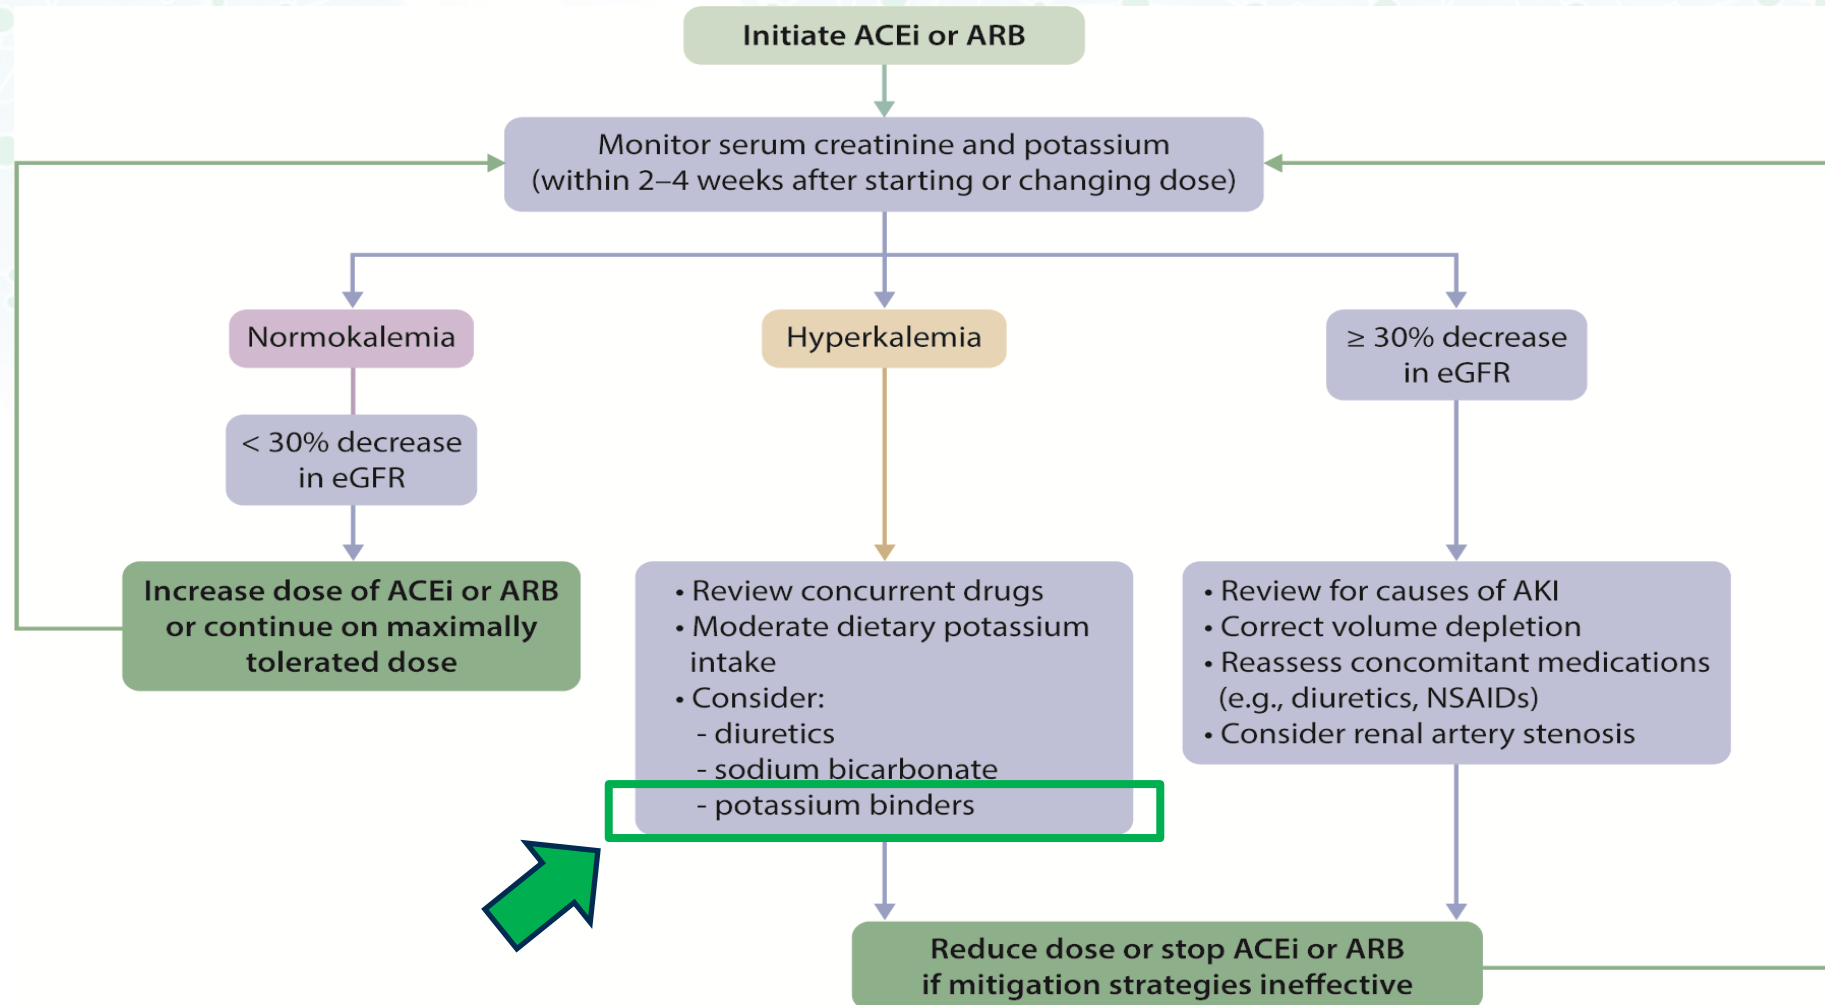 Initiate ACEi or ARB
Monitor serum creatinine and potassium
(within 2–4 weeks after starting or changing dose)
Normokalemia
< 30% decrease
in eGFR
Increase dose of ACEi or ARB
or continue on maximally
tolerated dose
Hyperkalemia
• Review concurrent drugs
• Moderate dietary potassium
intake
• Consider:
- diuretics
- sodium bicarbonate
- potassium binders
≥ 30% decrease
in eGFR
• Review for causes of AKI
• Correct volume depletion
• Reassess concomitant medications
(e.g., diuretics, NSAIDs)
• Consider renal artery stenosis
Reduce dose or stop ACEi or ARB
if mitigation strategies ineffective